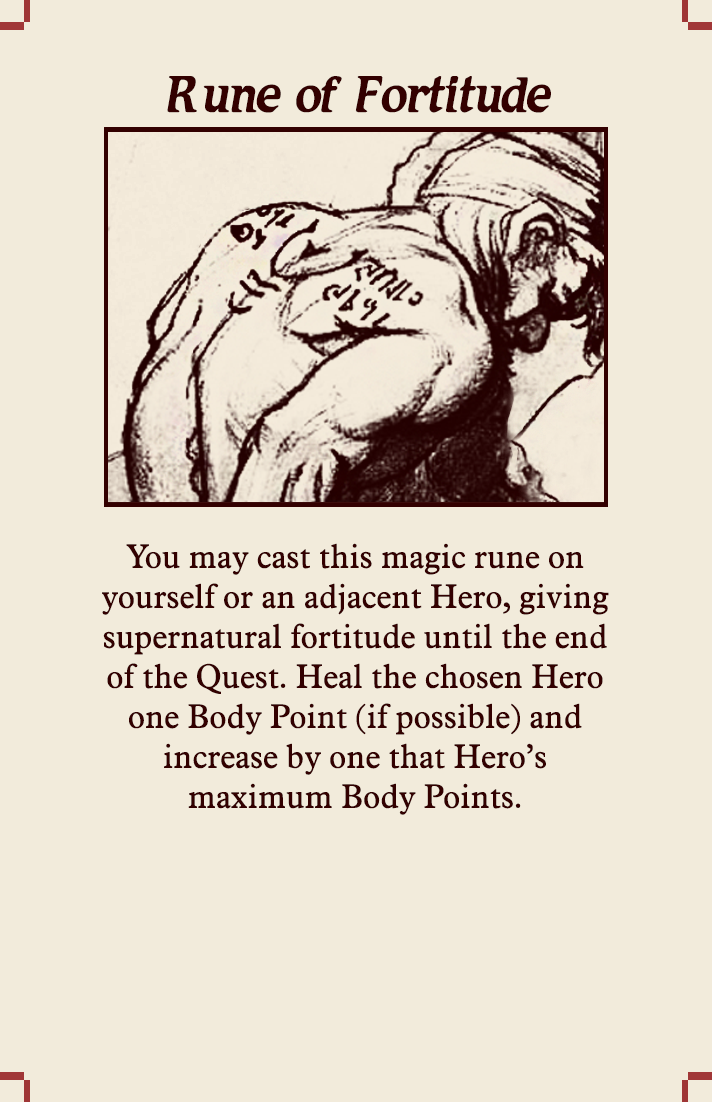 Rune of Fortitude
You may cast this magic rune on
yourself or an adjacent Hero, giving
supernatural fortitude until the end
of the Quest. Heal the chosen Hero
one Body Point (if possible) and
increase by one that Hero’s
maximum Body Points.